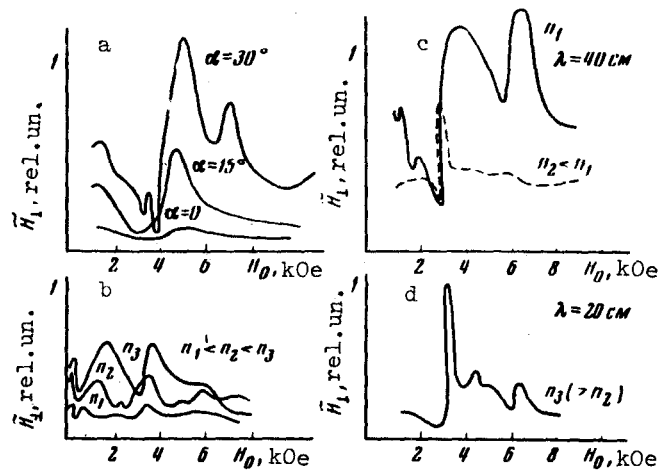 a
1
α=30°
α=15°
α=0
H̃⊥, rel.un.
2 4 6 H₀, kOe
b
1
n₃
n₂
n₁
n₁ < n₂ < n₃
H̃⊥, rel.un.
2 4 6 H₀, kOe
c
1
n₁
λ=40 см
n₂<n₁
H̃⊥, rel.un.
2 4 6 8 H₀, kOe
d
1
λ=20 см
n₃(>n₂)
H̃⊥, rel.un.
2 4 6 8 H₀, kOe